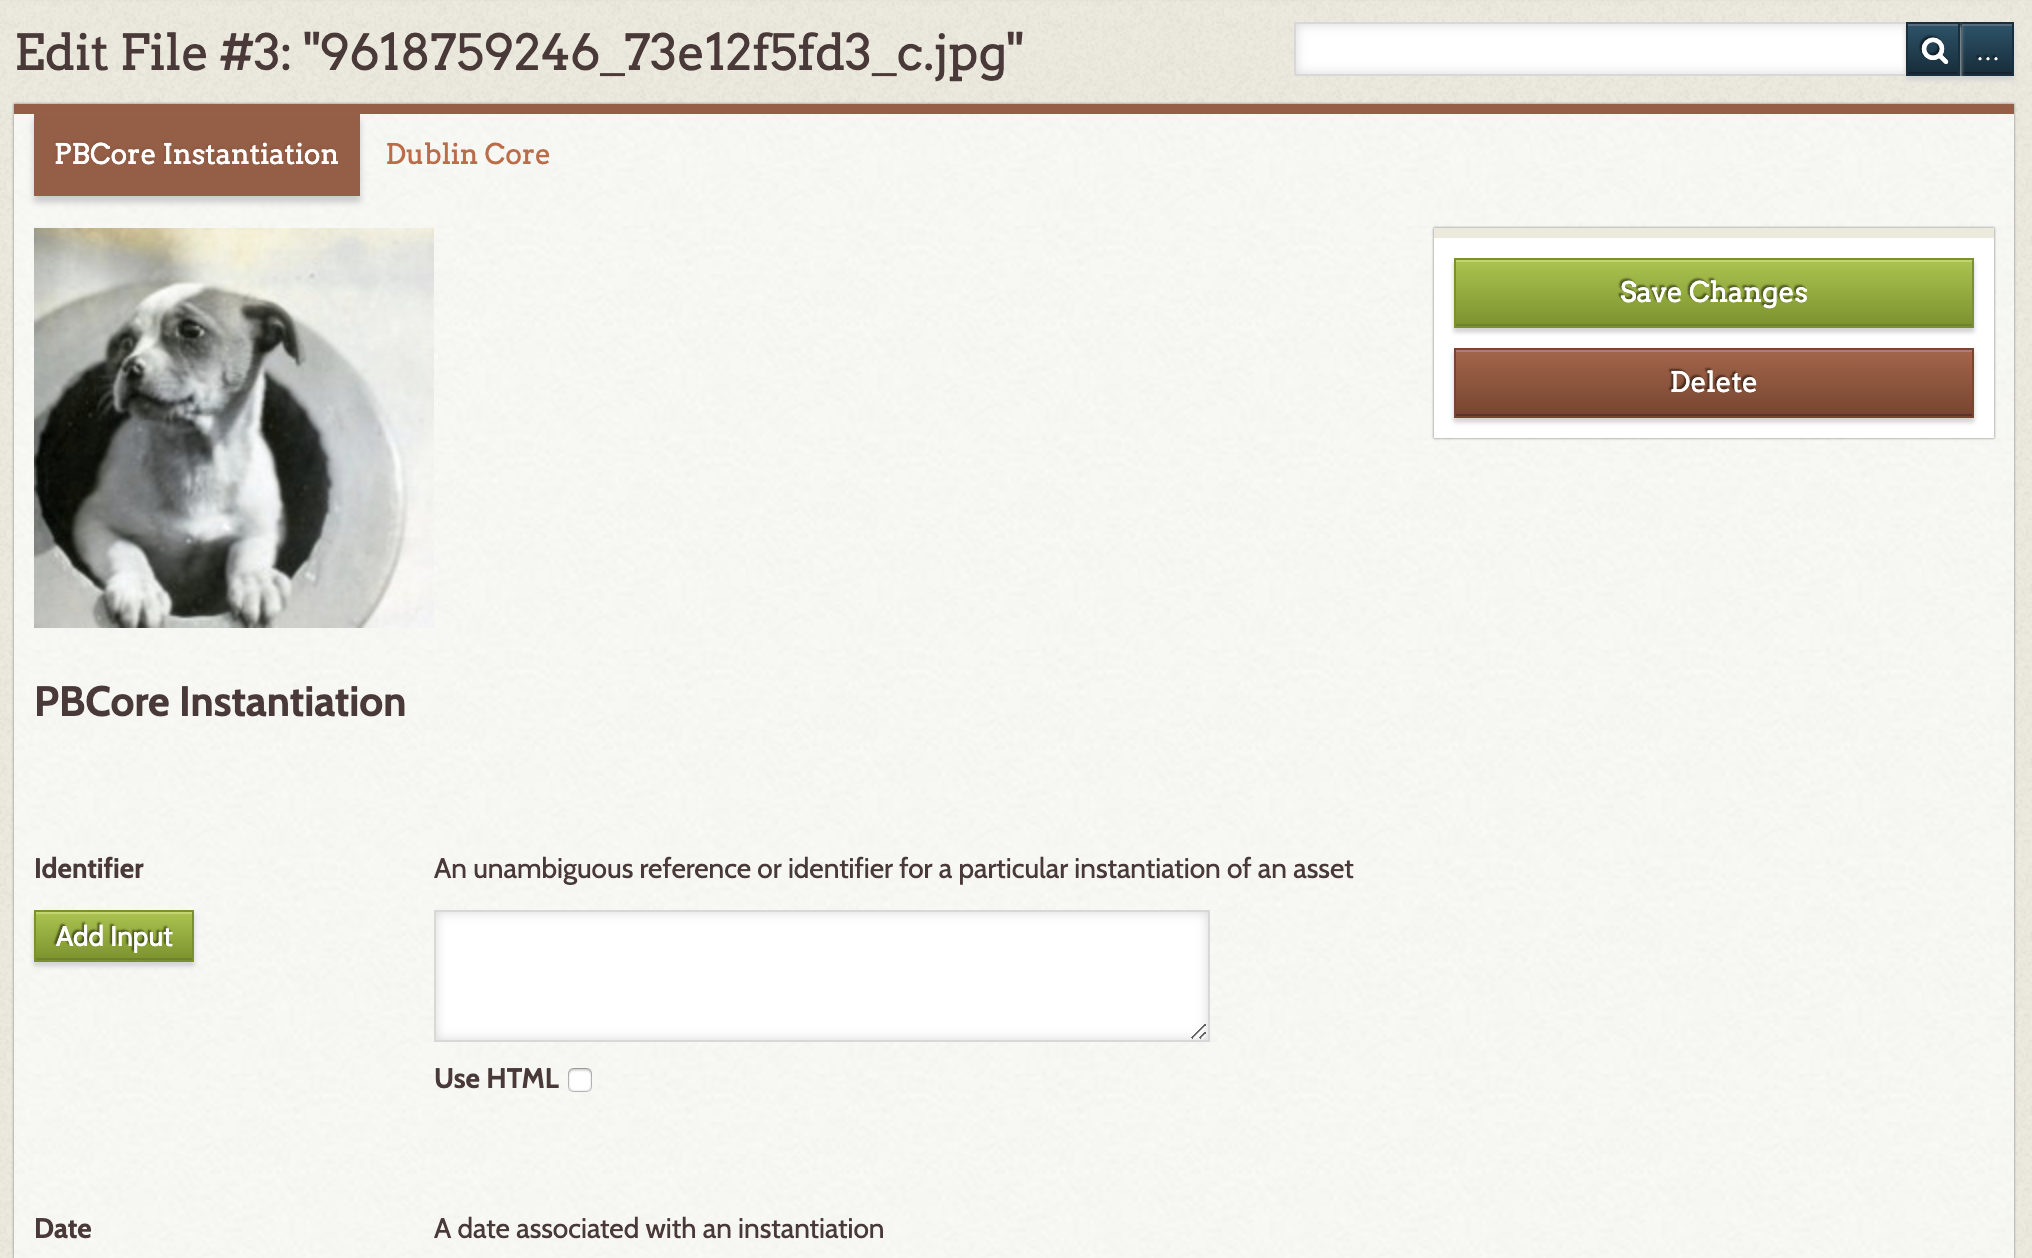 Edit File #3: "9618759246_73e12f5fd3_c.jpg"
...
PBCore Instantiation
Dublin Core
Save Changes
Delete
PBCore Instantiation
Identifier
An unambiguous reference or identifier for a particular instantiation of an asset
Add Input
Use HTML
Date
A date associated with an instantiation